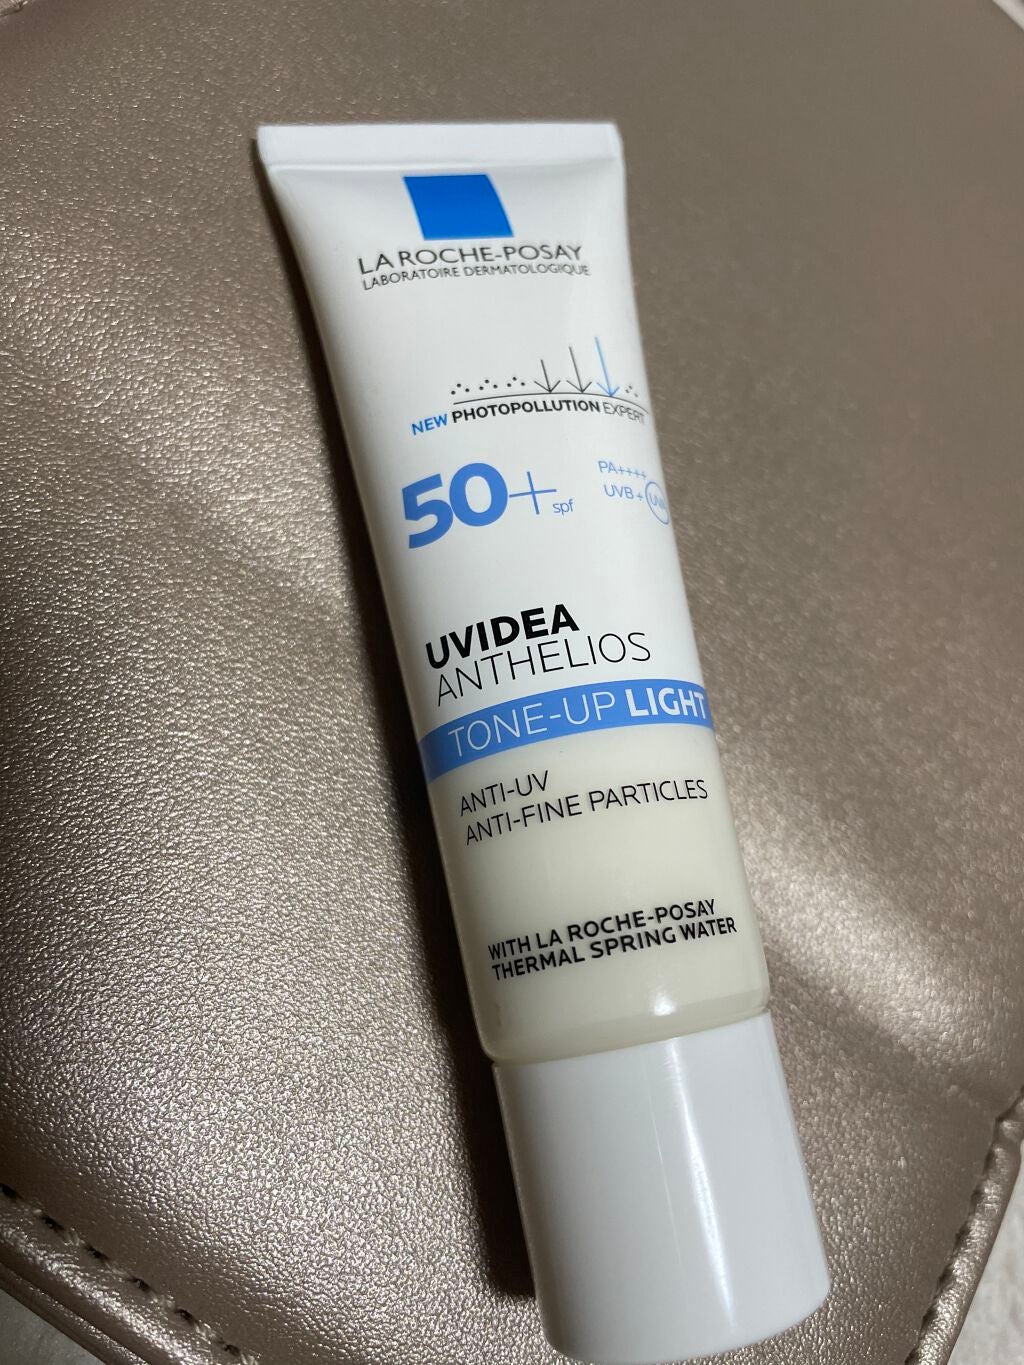 LA ROCHE-POSAY
LABORATOIRE DERMATOLOGIQUE
NEW PHOTOPOLLUTION EXPERT
50+ spf
PA++++
UVB + UVA
UVIDEA
ANTHELIOS
TONE-UP LIGHT
ANTI-UV
ANTI-FINE PARTICLES
WITH LA ROCHE-POSAY
THERMAL SPRING WATER